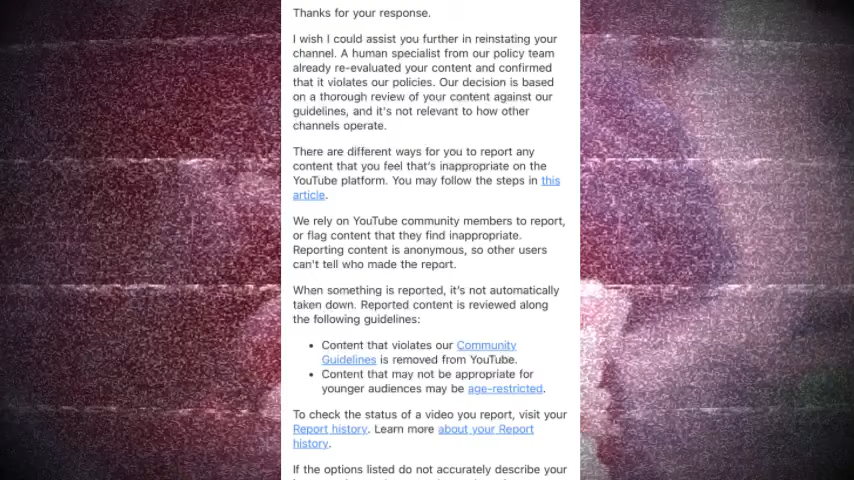 Thanks for your response.
I wish I could assist you further in reinstating your
channel. A human specialist from our policy team
already re-evaluated your content and confirmed
that it violates our policies. Our decision is based
on a thorough review of your content against our
guidelines, and it's not relevant to how other
channels operate.
There are different ways for you to report any
content that you feel that's inappropriate on the
YouTube platform. You may follow the steps in this
article.
We rely on YouTube community members to report,
or flag content that they find inappropriate.
Reporting content is anonymous, so other users
can't tell who made the report.
When something is reported, it's not automatically
taken down. Reported content is reviewed along
the following guidelines:
• Content that violates our Community
Guidelines is removed from YouTube.
• Content that may not be appropriate for
younger audiences may be age-restricted.
To check the status of a video you report, visit your
Report history. Learn more about your Report
history.
If the options listed do not accurately describe your